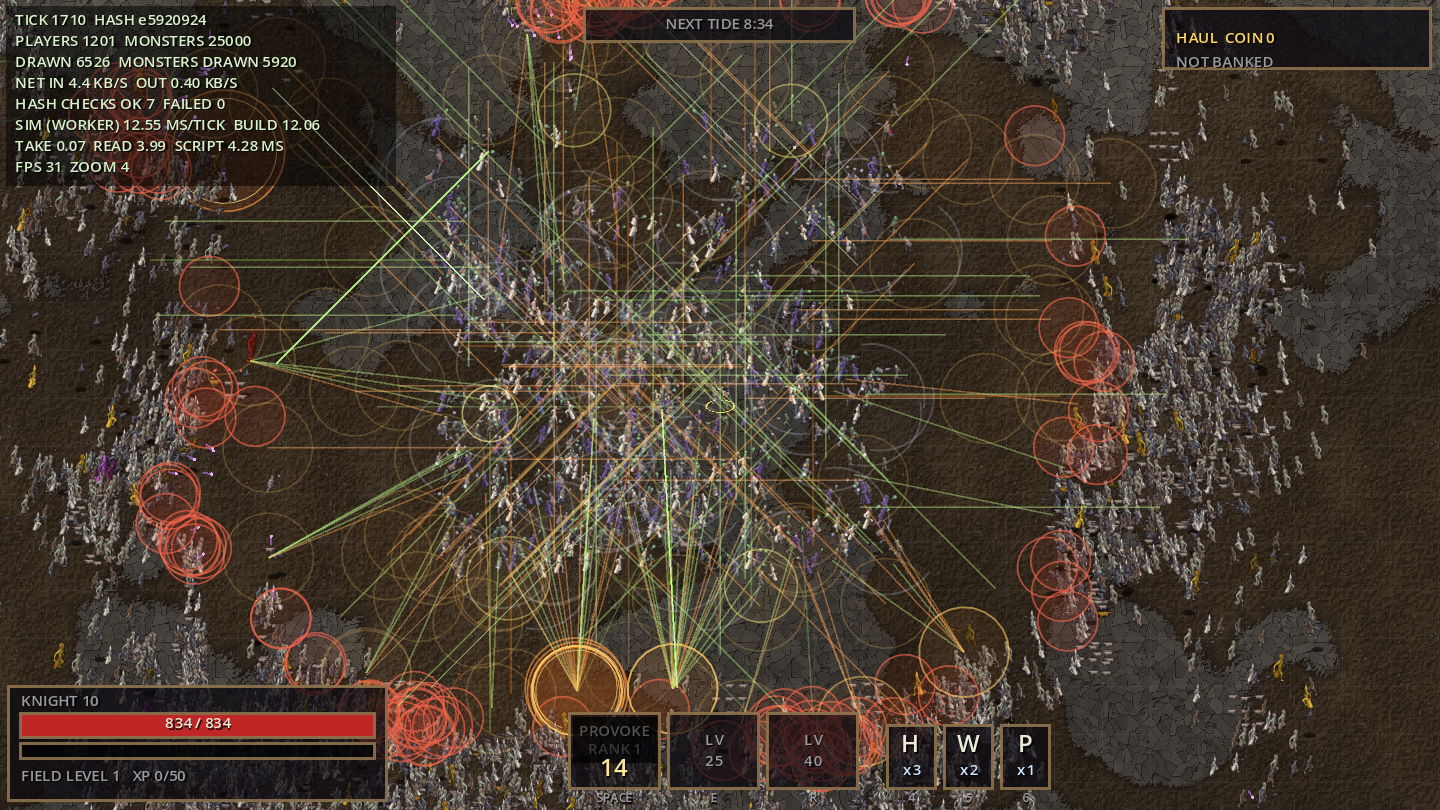 TICK 1710 HASH e5920924
PLAYERS 1201 MONSTERS 25000
DRAWN 6526 MONSTERS DRAWN 5920
NET IN 4.4 KB/S OUT 0.40 KB/S
HASH CHECKS OK 7 FAILED 0
SIM (WORKER) 12.55 MS/TICK BUILD 12.06
TAKE 0.07 READ 3.99 SCRIPT 4.28 MS
FPS 31 ZOOM 4
NEXT TIDE 8:34
HAUL COIN 0
NOT BANKED
KNIGHT 10
834 / 834
FIELD LEVEL 1 XP 0/50
PROVOKE
RANK 1
14
SPACE
LV
25
E
LV
40
R
H
x3
4
W
x2
5
P
x1
6